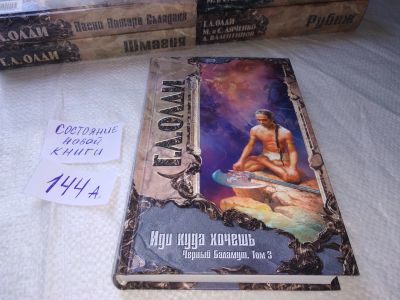 Г.Л. ОЛДИ
Песни Петера Сьлядека
Г.Л. ОЛДИ
Шмагия
Г.Л. ОЛДИ
М. и С. ДЯЧЕНКО
А. ВАЛЕНТИНОВ
Рубеж
СОСТОЯНИЕ
НОВОЙ
КНИГИ
144 А.
Г.Л. ОЛДИ
Иди куда хочешь
Черный Баламут. Том 3